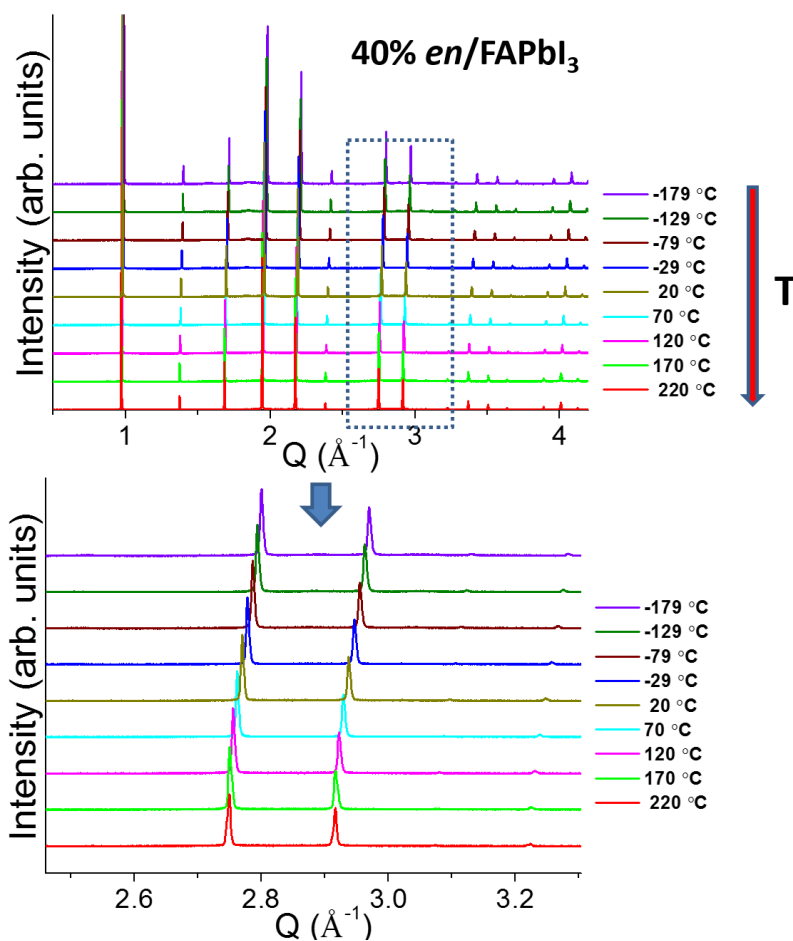 40% en/FAPbI₃
Intensity (arb. units)
-179 °C
-129 °C
-79 °C
-29 °C
20 °C
70 °C
120 °C
170 °C
220 °C
T
1 2 3 4
Q (Å⁻¹)
Intensity (arb. units)
-179 °C
-129 °C
-79 °C
-29 °C
20 °C
70 °C
120 °C
170 °C
220 °C
2.6 2.8 3.0 3.2
Q (Å⁻¹)